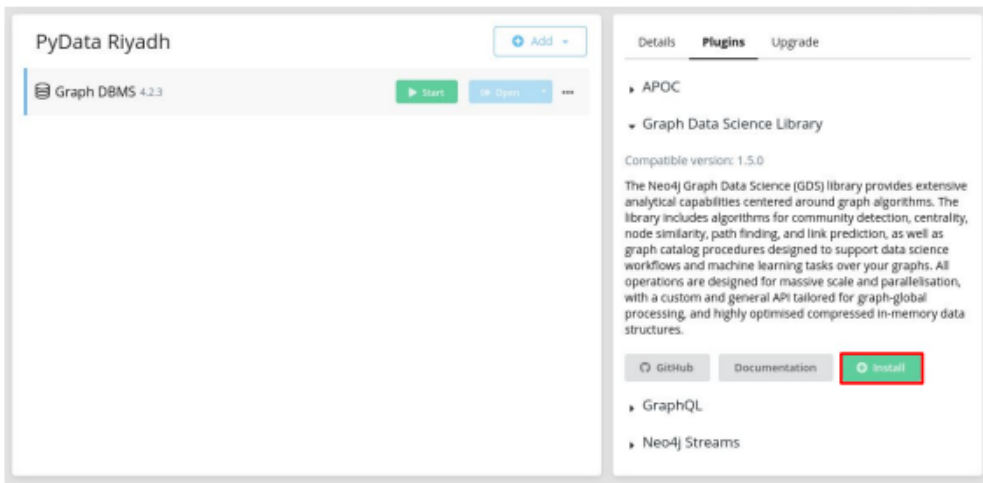 PyData Riyadh
Add
Graph DBMS 4.2.3
Start
Open
Details Plugins Upgrade
APOC
Graph Data Science Library
Compatible version: 1.5.0
The Neo4j Graph Data Science (GDS) library provides extensive
analytical capabilities centered around graph algorithms. The
library includes algorithms for community detection, centrality,
node similarity, path finding, and link prediction, as well as
graph catalog procedures designed to support data science
workflows and machine learning tasks over your graphs. All
operations are designed for massive scale and parallelisation,
with a custom and general API tailored for graph-global
processing, and highly optimised compressed in-memory data
structures.
GitHub Documentation Install
GraphQL
Neo4j Streams